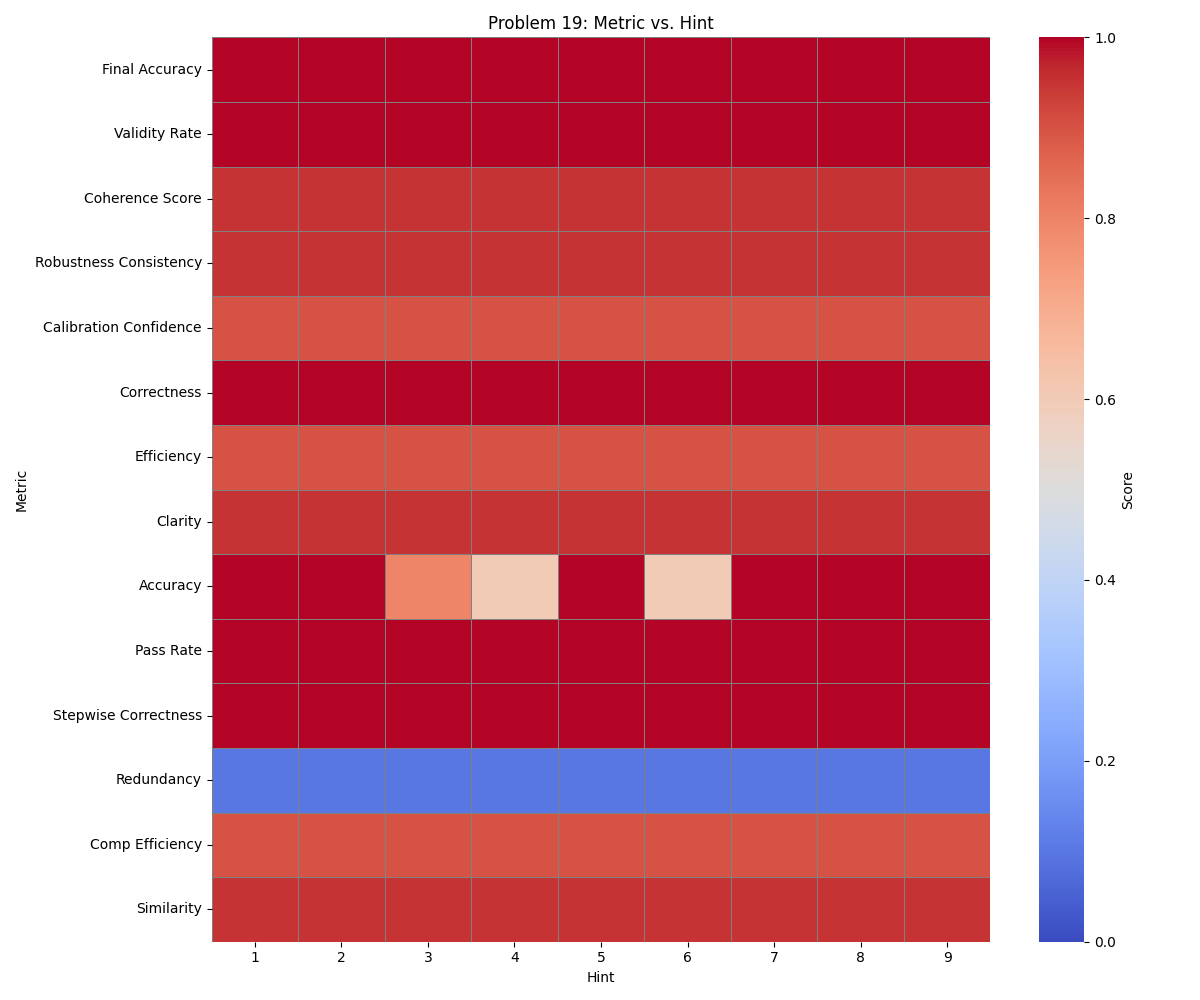 Problem 19: Metric vs. Hint
Final Accuracy
Validity Rate
Coherence Score
Robustness Consistency
Calibration Confidence
Correctness
Efficiency
Clarity
Accuracy
Pass Rate
Stepwise Correctness
Redundancy
Comp Efficiency
Similarity
Metric
1 2 3 4 5 6 7 8 9
Hint
1.0
0.8
0.6
0.4
0.2
0.0
Score